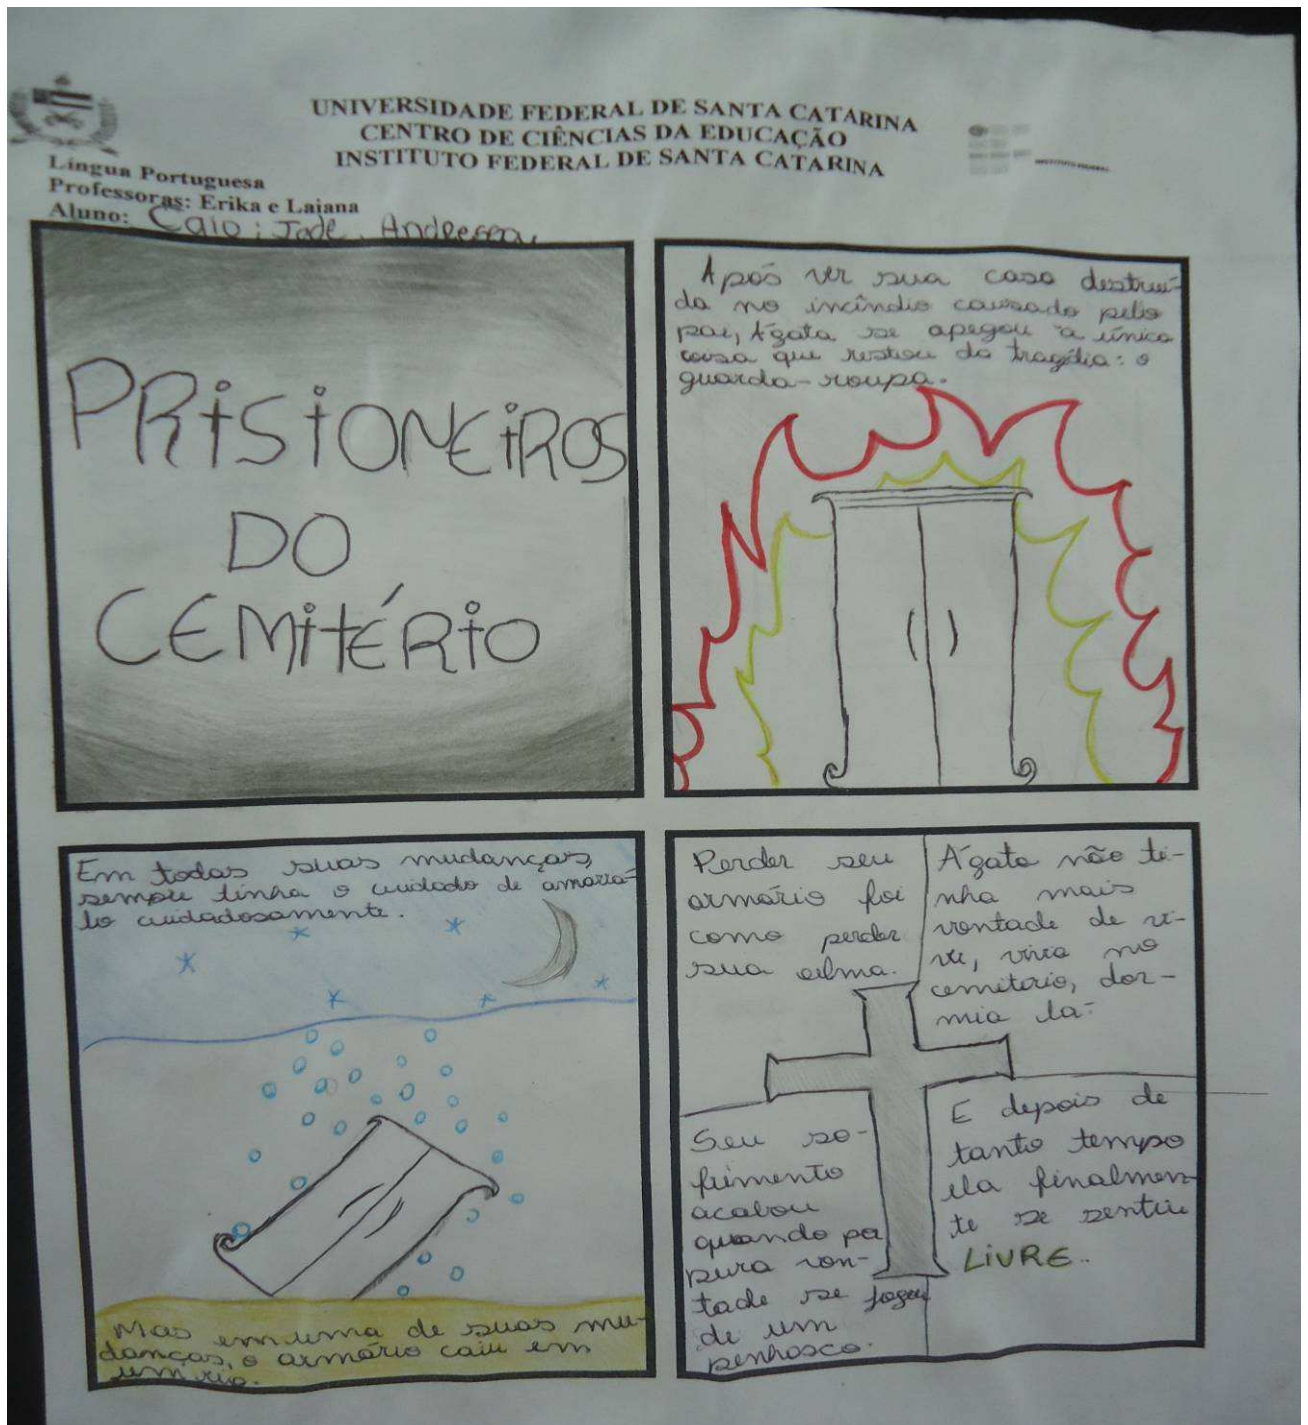 UNIVERSIDADE FEDERAL DE SANTA CATARINA
CENTRO DE CIÊNCIAS DA EDUCAÇÃO
INSTITUTO FEDERAL DE SANTA CATARINA
Língua Portuguesa
Professoras: Erika e Laiana
Aluno: Caio; Jade, Andressa,
PRISIONEIROS
DO
CEMITÉRIO
Após ver sua casa destruí-
da no incêndio causado pelo
pai, Ágata se apegou a única
coisa que restou da tragédia: o
guarda-roupa.
Em todas suas mudanças,
sempre tinha o cuidado de amarrá-
lo cuidadosamente.
Mas em uma de suas mu-
danças, o armário caiu em
um rio.
Perder seu
armário foi
como perder
sua alma.
Ágata não ti-
nha mais
vontade de vi-
ver, vivia no
cemitério, dor-
mia lá.
Seu so-
frimento
acabou
quando por
pura von-
tade se jogou
de um
penhasco.
E depois de
tanto tempo
ela finalmen-
te se sentiu
LIVRE.